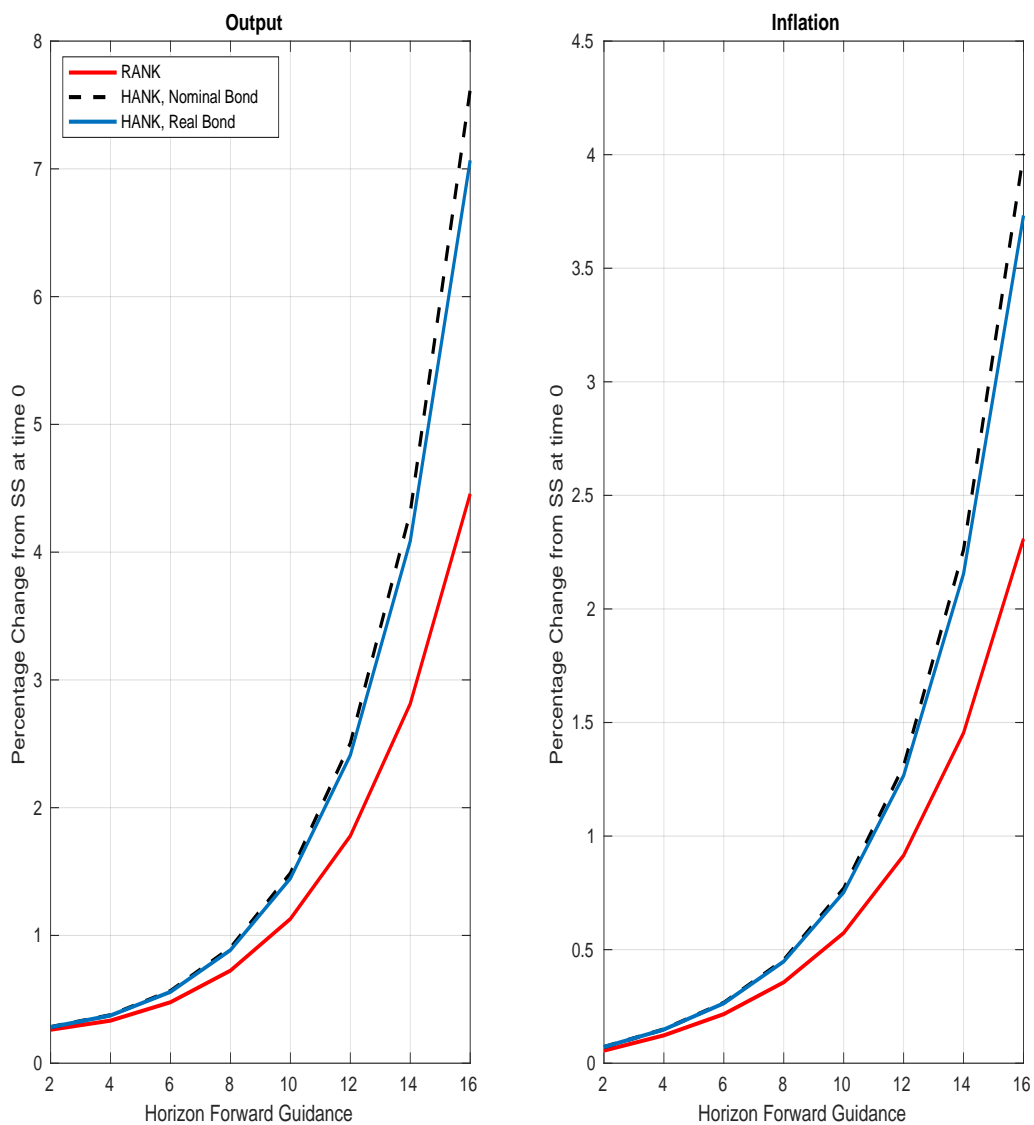 Output
RANK
HANK, Nominal Bond
HANK, Real Bond
8
7
6
5
4
3
2
1
0
Percentage Change from SS at time 0
2 4 6 8 10 12 14 16
Horizon Forward Guidance
Inflation
4.5
4
3.5
3
2.5
2
1.5
1
0.5
0
Percentage Change from SS at time 0
2 4 6 8 10 12 14 16
Horizon Forward Guidance